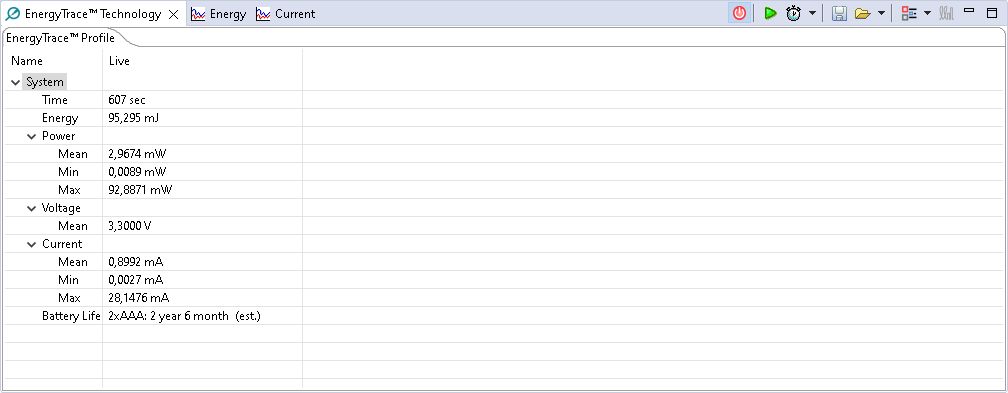 EnergyTrace™ Technology Energy Current
EnergyTrace™ Profile
Name Live
System
Time 607 sec
Energy 95,295 mJ
Power
Mean 2,9674 mW
Min 0,0089 mW
Max 92,8871 mW
Voltage
Mean 3,3000 V
Current
Mean 0,8992 mA
Min 0,0027 mA
Max 28,1476 mA
Battery Life 2xAAA: 2 year 6 month (est.)